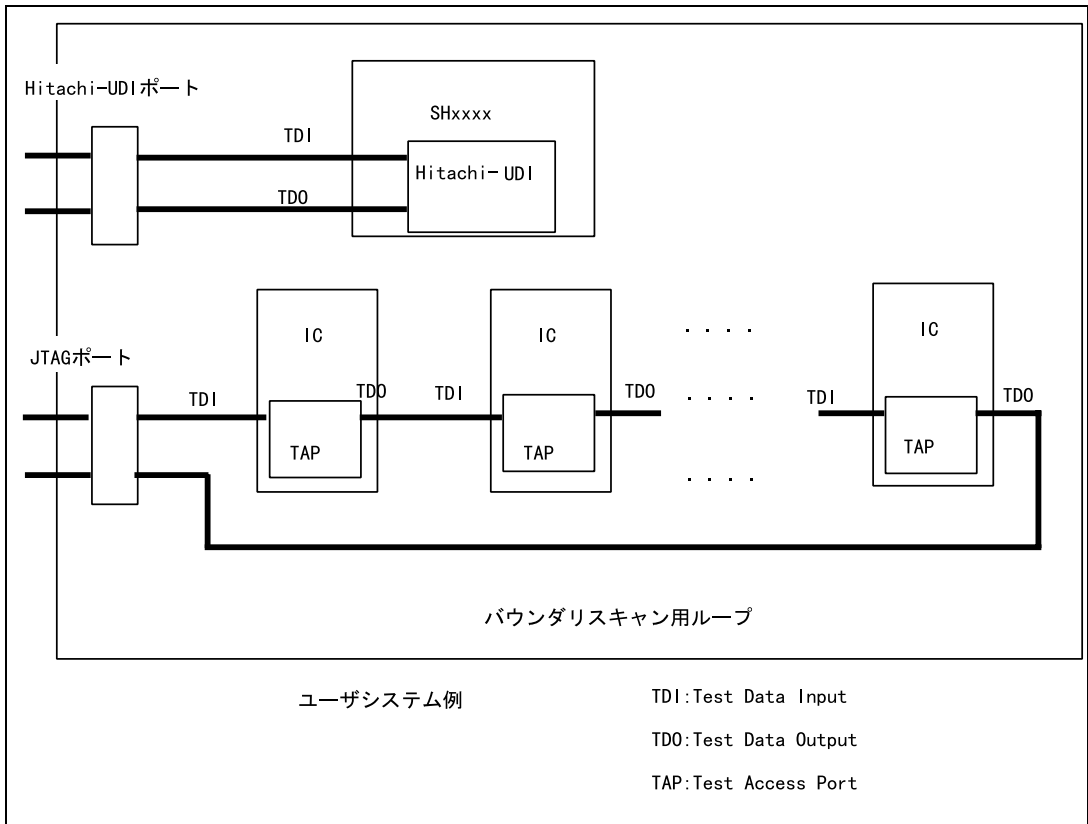 Hitachi-UDIポート
SHxxxx
TDI
Hitachi-UDI
TDO
IC
IC
. . . .
IC
JTAGポート
TDI
TDO
TDI
TDO
. . . .
TDI
TDO
TAP
TAP
TAP
. . . .
バウンダリスキャン用ループ
ユーザシステム例
TDI:Test Data Input
TDO:Test Data Output
TAP:Test Access Port